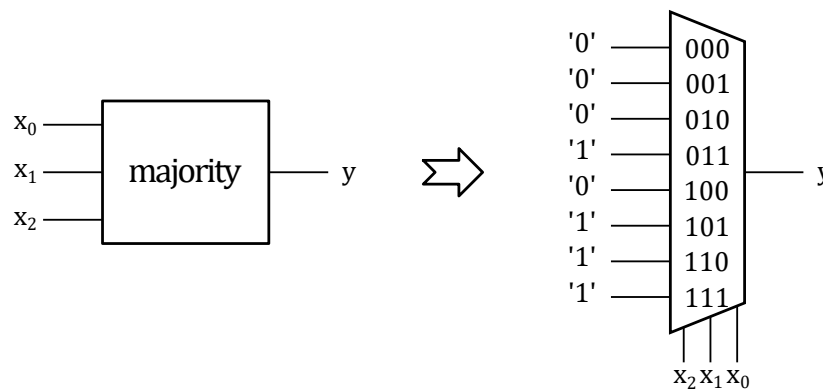 x₀
x₁ majority y
x₂
'0' 000
'0' 001
'0' 010
'1' 011
'0' 100
'1' 101
'1' 110
'1' 111
y
x₂ x₁ x₀